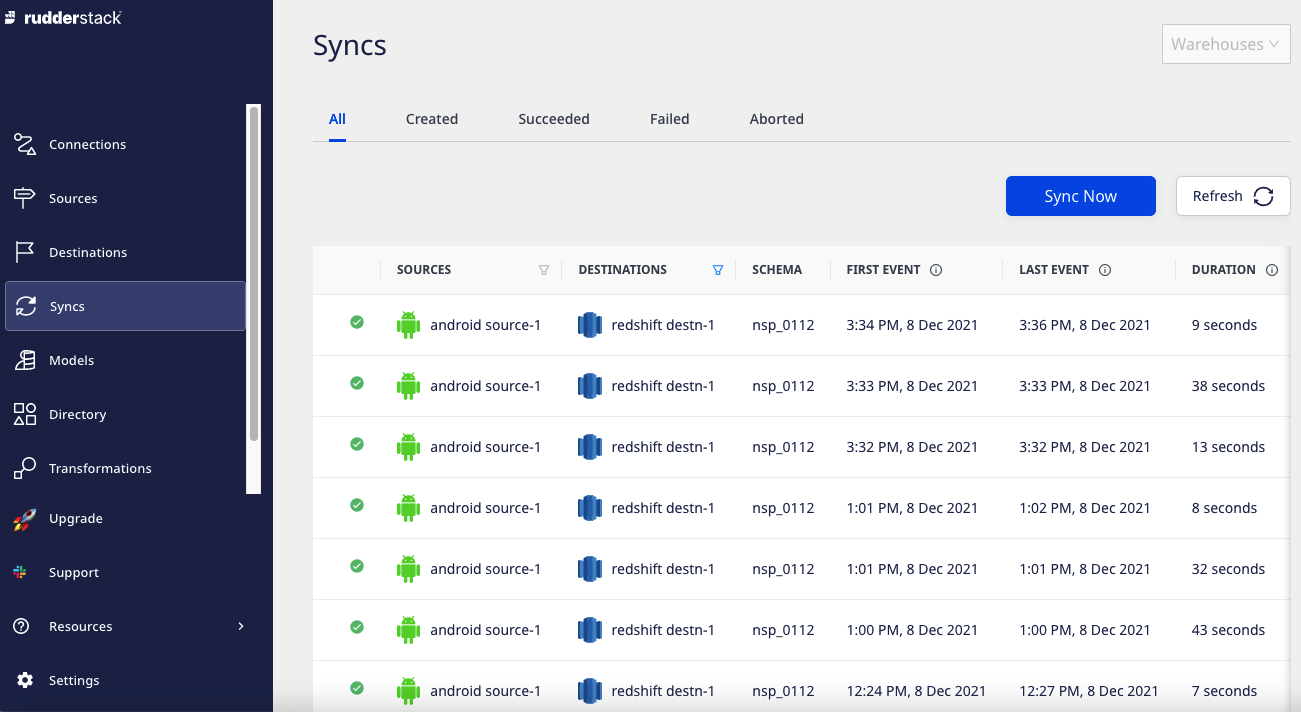 rudderstack
Connections
Sources
Destinations
Syncs
Models
Directory
Transformations
Upgrade
Support
Resources
Settings
Syncs
Warehouses
All Created Succeeded Failed Aborted
Sync Now Refresh
SOURCES DESTINATIONS SCHEMA FIRST EVENT LAST EVENT DURATION
android source-1 redshift destn-1 nsp_0112 3:34 PM, 8 Dec 2021 3:36 PM, 8 Dec 2021 9 seconds
android source-1 redshift destn-1 nsp_0112 3:33 PM, 8 Dec 2021 3:33 PM, 8 Dec 2021 38 seconds
android source-1 redshift destn-1 nsp_0112 3:32 PM, 8 Dec 2021 3:32 PM, 8 Dec 2021 13 seconds
android source-1 redshift destn-1 nsp_0112 1:01 PM, 8 Dec 2021 1:02 PM, 8 Dec 2021 8 seconds
android source-1 redshift destn-1 nsp_0112 1:01 PM, 8 Dec 2021 1:01 PM, 8 Dec 2021 32 seconds
android source-1 redshift destn-1 nsp_0112 1:00 PM, 8 Dec 2021 1:00 PM, 8 Dec 2021 43 seconds
android source-1 redshift destn-1 nsp_0112 12:24 PM, 8 Dec 2021 12:27 PM, 8 Dec 2021 7 seconds